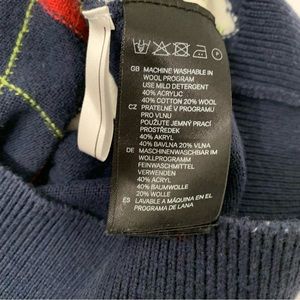 GB MACHINE WASHABLE IN
WOOL PROGRAM
USE MILD DETERGENT
40% ACRYLIC
40% COTTON 20% WOOL
CZ PRATELNÉ V PROGRAMU
PRO VLNU
POUŽIJTE JEMNÝ PRACÍ
PROSTŘEDEK
40% AKRYL
40% BAVLNA 20% VLNA
DE MASCHINENWASCHBAR IM
WOLLPROGRAMM
FEINWASCHMITTEL
VERWENDEN
40% ACRYL
40% BAUMWOLLE
20% WOLLE
ES LAVABLE A MÁQUINA EN EL
PROGRAMA DE LANA